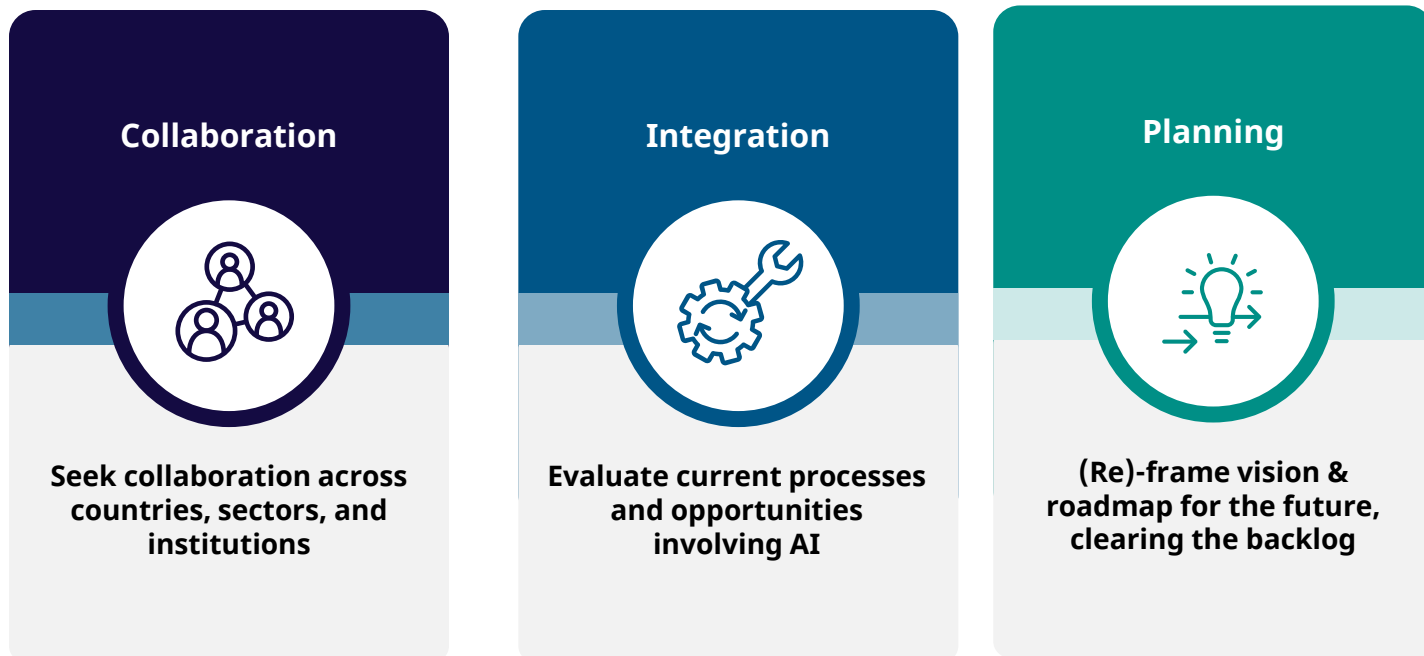 Collaboration
Seek collaboration across
countries, sectors, and
institutions
Integration
Evaluate current processes
and opportunities
involving AI
Planning
(Re)-frame vision &
roadmap for the future,
clearing the backlog